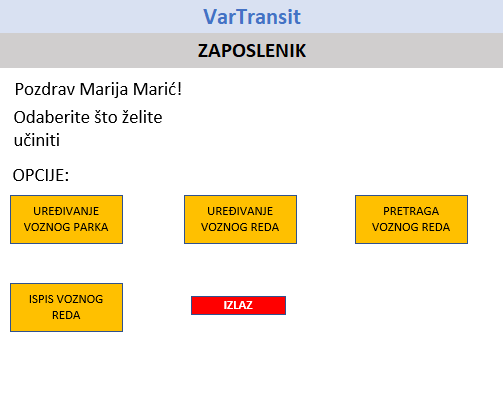 VarTransit
ZAPOSLENIK
Pozdrav Marija Marić!
Odaberite što želite
učiniti
OPCIJE:
UREĐIVANJE
VOZNOG PARKA
UREĐIVANJE
VOZNOG REDA
PRETRAGA
VOZNOG REDA
ISPIS VOZNOG
REDA
IZLAZ